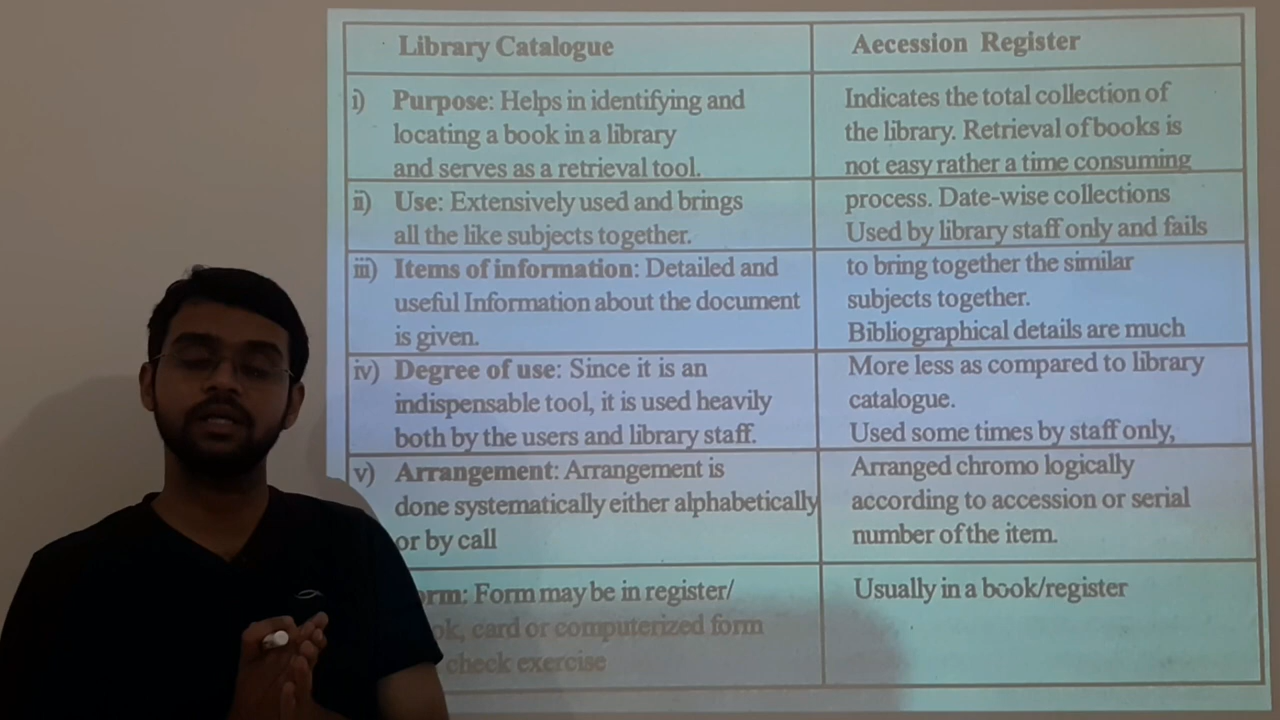 Library Catalogue
Aecession Register
i) Purpose: Helps in identifying and
locating a book in a library
and serves as a retrieval tool.
Indicates the total collection of
the library. Retrieval of books is
not easy rather a time consuming
ii) Use: Extensively used and brings
all the like subjects together.
process. Date-wise collections
Used by library staff only and fails
iii) Items of information: Detailed and
useful Information about the document
is given.
to bring together the similar
subjects together.
Bibliographical details are much
iv) Degree of use: Since it is an
indispensable tool, it is used heavily
both by the users and library staff.
More less as compared to library
catalogue.
Used some times by staff only,
v) Arrangement: Arrangement is
done systematically either alphabetically
or by call
Arranged chromo logically
according to accession or serial
number of the item.
Form may be in register/
card or computerized form
check exercise
Usually in a book/register